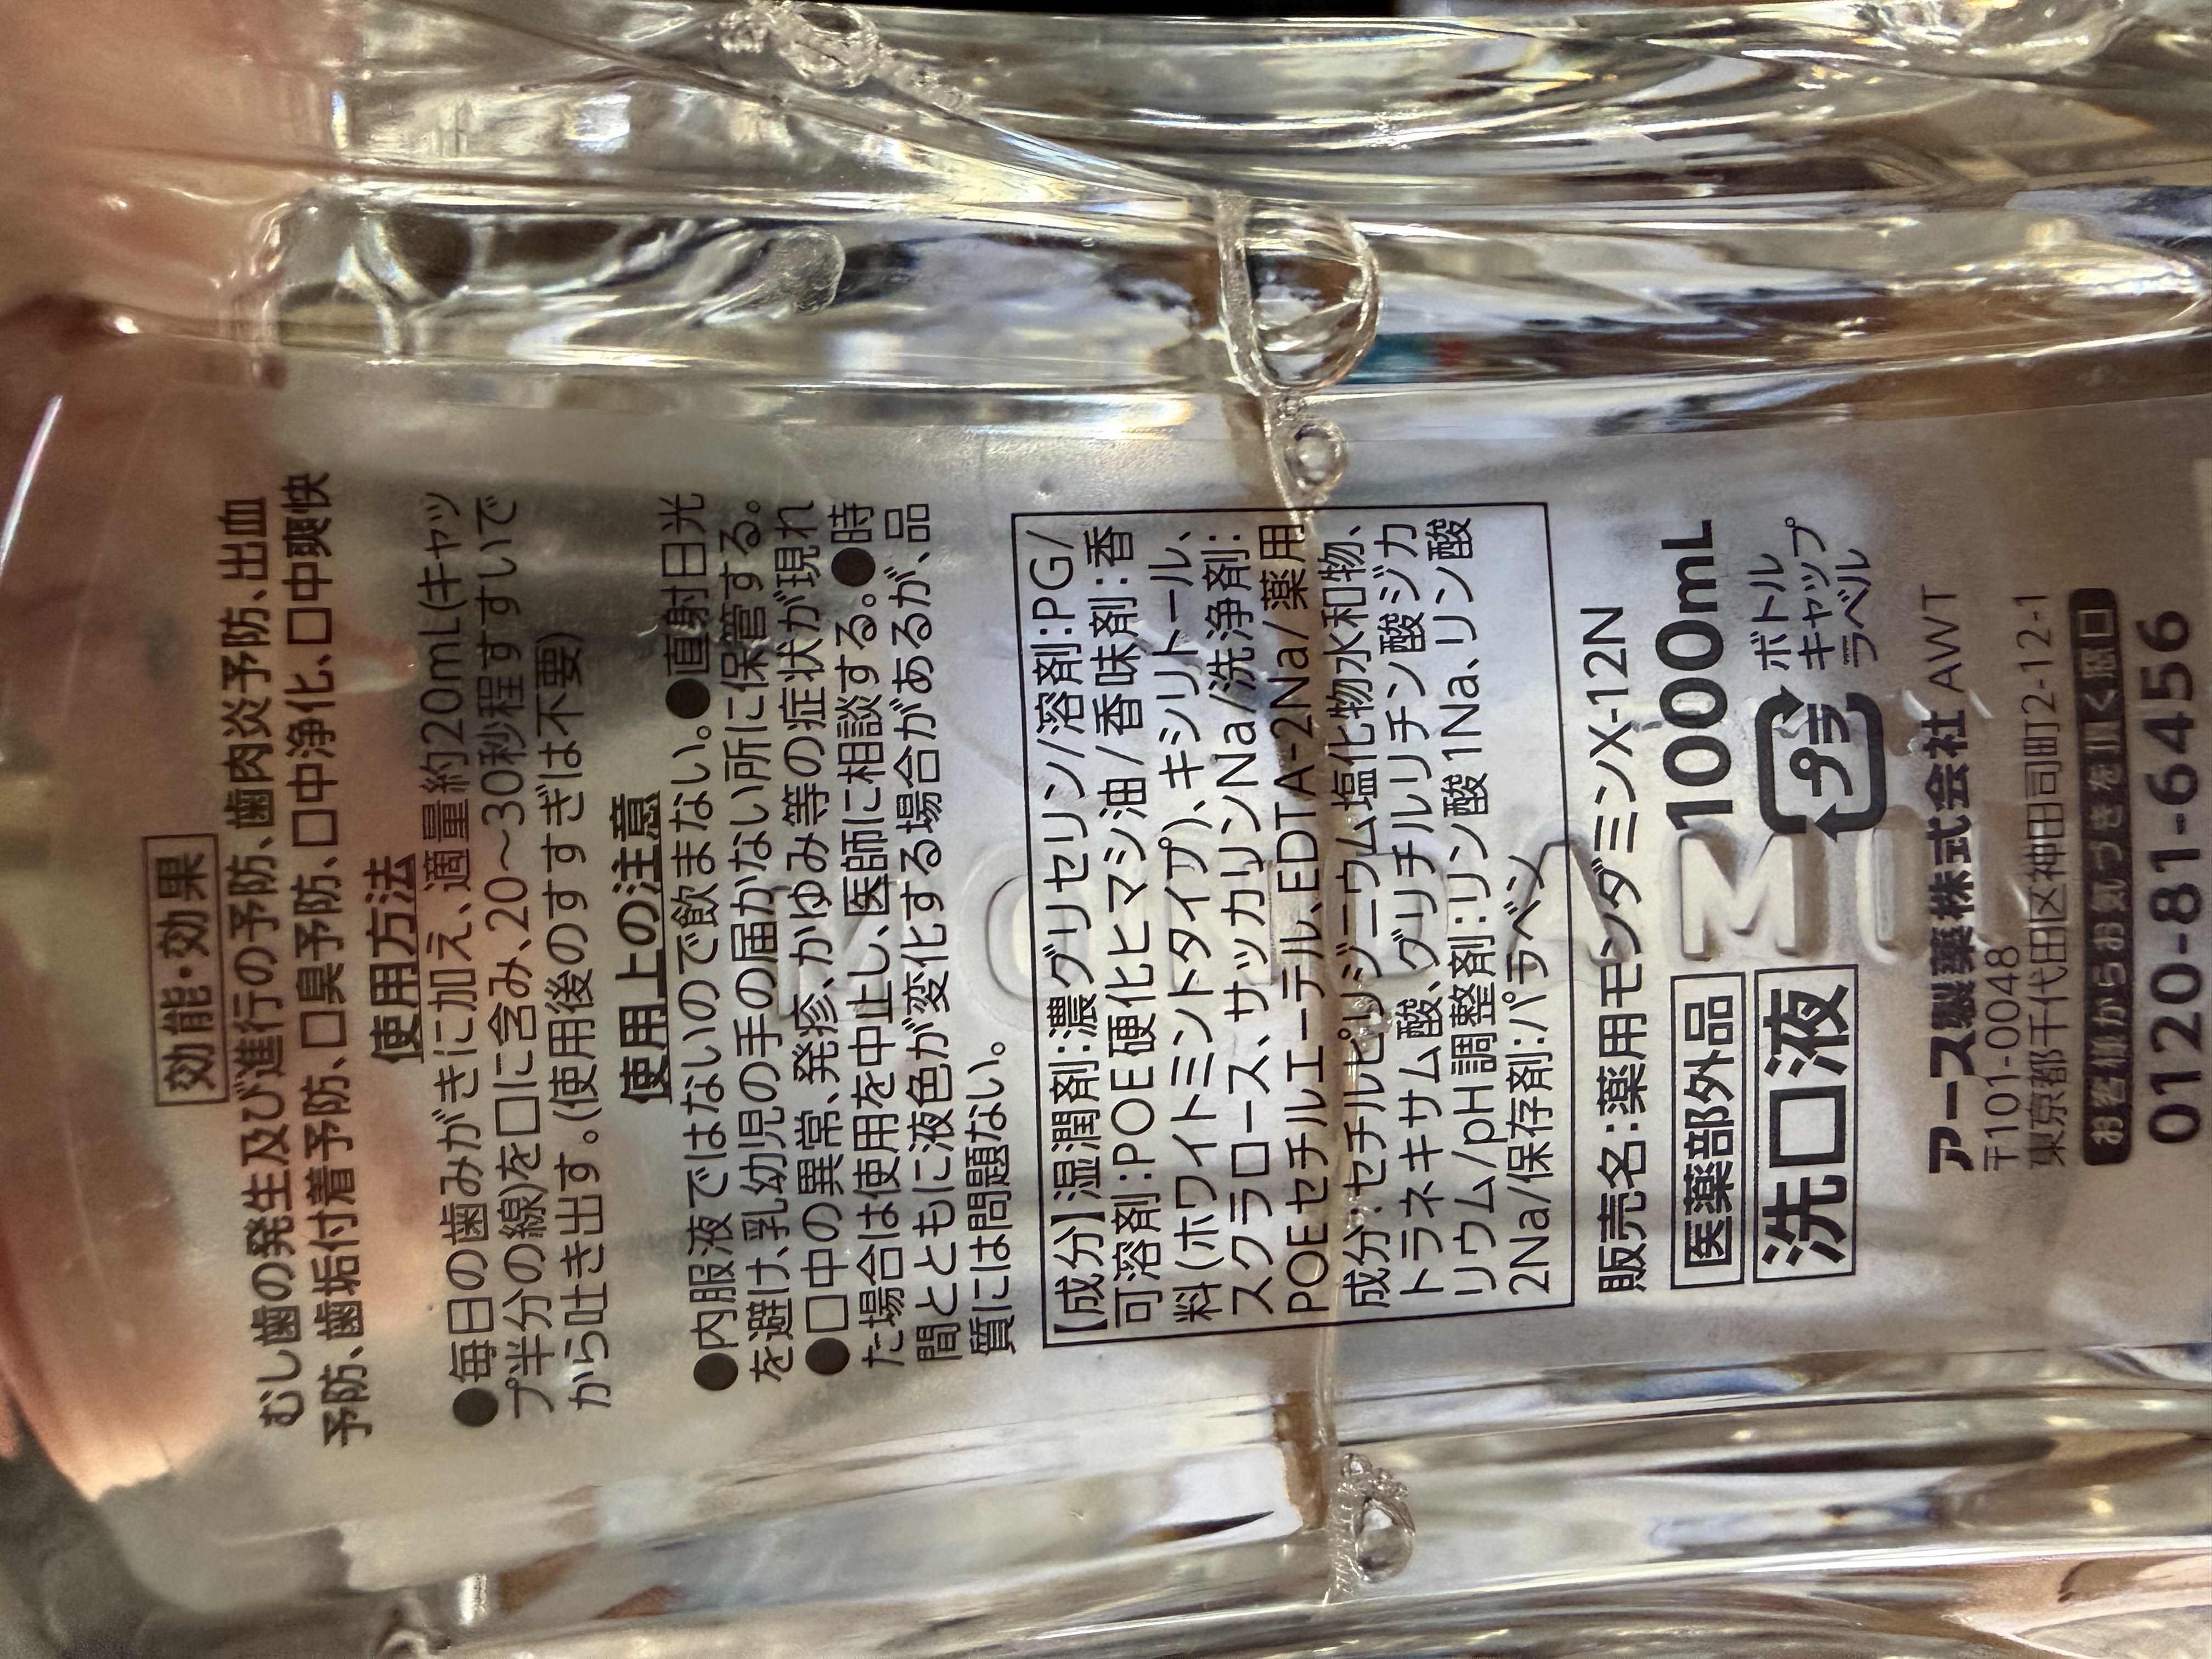 効能・効果
むし歯の発生及び進行の予防、歯肉炎予防、出血
予防、歯垢付着予防、口臭予防、口中浄化、口中爽快
使用方法
●毎日の歯みがきに加え、適量約20mL(キャッ
プ半分の線)を口に含み、20〜30秒程すすいで
から吐き出す。(使用後のすすぎは不要)
使用上の注意
●内服液ではないので飲まない。●直射日光
を避け、乳幼児の手の届かない所に保管する。
●口中の異常、発疹、かゆみ等の症状が現れ
た場合は使用を中止し、医師に相談する。●時
間とともに液色が変化する場合があるが、品
質には問題ない。
【成分】湿潤剤:濃グリセリン/溶剤:PG/
可溶剤:POE硬化ヒマシ油/香味剤:香
料(ホワイトミントタイプ)、キシリトール、
スクラロース、サッカリンNa/洗浄剤:
POEセチルエーテル、EDTA-2Na/薬用
成分:セチルピリジニウム塩化物水和物、
トラネキサム酸、グリチルリチン酸ジカ
リウム/pH調整剤:リン酸1Na、リン酸
2Na/保存剤:パラベン
販売名:薬用モンダミンX-12N
医薬部外品
1000mL
洗口液
プラ
ボトル
キャップ
ラベル
アース製薬株式会社 AWT
〒101-0048
東京都千代田区神田司町2-12-1
お客様からお気づきを頂く窓口
0120-81-6456
MONDAMIN